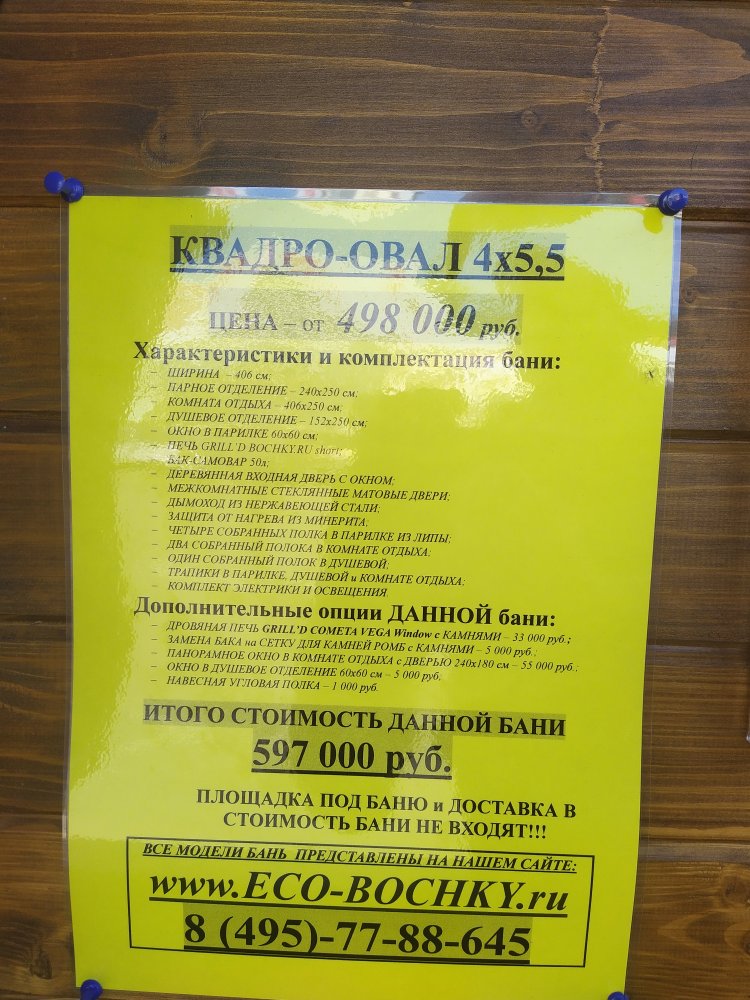 КВАДРО-ОВАЛ 4х5,5
ЦЕНА – от 498 000 руб.
Характеристики и комплектация бани:
– ШИРИНА – 406 см;
– ПАРНОЕ ОТДЕЛЕНИЕ – 240х250 см;
– КОМНАТА ОТДЫХА – 406х250 см;
– ДУШЕВОЕ ОТДЕЛЕНИЕ – 152х250 см;
– ОКНО В ПАРИЛКЕ 60х60 см;
– ПЕЧЬ GRILL'D BOCHKY.RU short;
– БАК-САМОВАР 50л;
– ДЕРЕВЯННАЯ ВХОДНАЯ ДВЕРЬ С ОКНОМ;
– МЕЖКОМНАТНЫЕ СТЕКЛЯННЫЕ МАТОВЫЕ ДВЕРИ;
– ДЫМОХОД ИЗ НЕРЖАВЕЮЩЕЙ СТАЛИ;
– ЗАЩИТА ОТ НАГРЕВА ИЗ МИНЕРИТА;
– ЧЕТЫРЕ СОБРАННЫХ ПОЛКА В ПАРИЛКЕ ИЗ ЛИПЫ;
– ДВА СОБРАННЫЙ ПОЛОКА В КОМНАТЕ ОТДЫХА;
– ОДИН СОБРАННЫЙ ПОЛОК В ДУШЕВОЙ;
– ТРАПИКИ В ПАРИЛКЕ, ДУШЕВОЙ и КОМНАТЕ ОТДЫХА;
– КОМПЛЕКТ ЭЛЕКТРИКИ И ОСВЕЩЕНИЯ.
Дополнительные опции ДАННОЙ бани:
– ДРОВЯНАЯ ПЕЧЬ GRILL'D COMETA VEGA Window с КАМНЯМИ – 33 000 руб.;
– ЗАМЕНА БАКА на СЕТКУ ДЛЯ КАМНЕЙ РОМБ с КАМНЯМИ – 5 000 руб.;
– ПАНОРАМНОЕ ОКНО В КОМНАТЕ ОТДЫХА с ДВЕРЬЮ 240х180 см – 55 000 руб.;
– ОКНО В ДУШЕВОЕ ОТДЕЛЕНИЕ 60х60 см – 5 000 руб;
– НАВЕСНАЯ УГЛОВАЯ ПОЛКА – 1 000 руб.
ИТОГО СТОИМОСТЬ ДАННОЙ БАНИ
597 000 руб.
ПЛОЩАДКА ПОД БАНЮ и ДОСТАВКА В
СТОИМОСТЬ БАНИ НЕ ВХОДЯТ!!!
ВСЕ МОДЕЛИ БАНЬ ПРЕДСТАВЛЕНЫ НА НАШЕМ САЙТЕ:
www.ECO-BOCHKY.ru
8 (495)-77-88-645